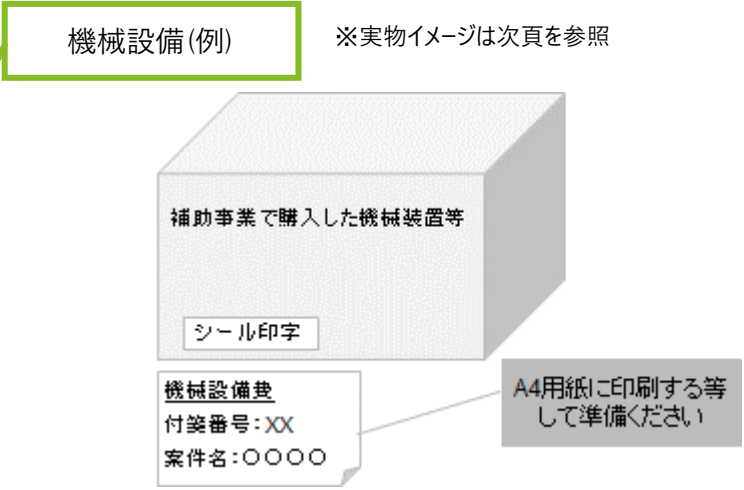 機械設備(例)
※実物イメージは次頁を参照
補助事業で購入した機械装置等
シール印字
機械設備費
付箋番号：XX
案件名：〇〇〇〇
A4用紙に印刷する等
して準備ください